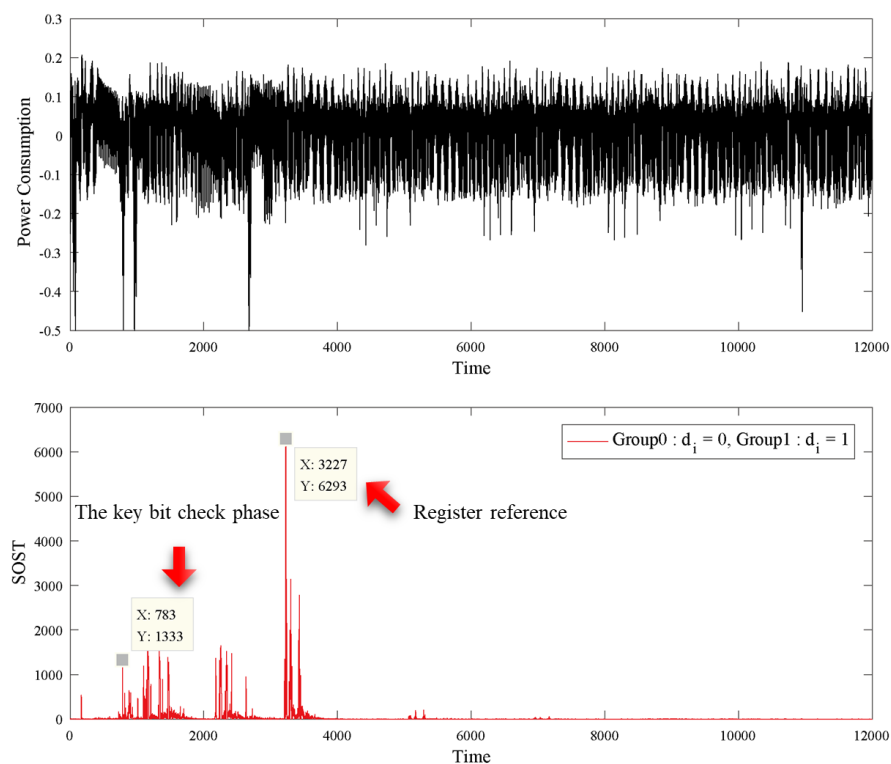 0.3
0.2
0.1
0
-0.1
-0.2
-0.3
-0.4
-0.5
Power Consumption
0 2000 4000 6000 8000 10000 12000
Time
7000
6000
5000
4000
3000
2000
1000
0
SOST
Group0 : d_i = 0, Group1 : d_i = 1
X: 3227
Y: 6293
The key bit check phase
Register reference
X: 783
Y: 1333
0 2000 4000 6000 8000 10000 12000
Time